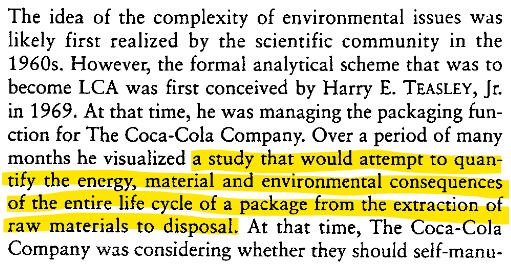 The idea of the complexity of environmental issues was
likely first realized by the scientific community in the
1960s. However, the formal analytical scheme that was to
become LCA was first conceived by Harry E. TEASLEY, Jr.
in 1969. At that time, he was managing the packaging fun-
ction for The Coca-Cola Company. Over a period of many
months he visualized a study that would attempt to quan-
tify the energy, material and environmental consequences
of the entire life cycle of a package from the extraction of
raw materials to disposal. At that time, The Coca-Cola
Company was considering whether they should self-manu-